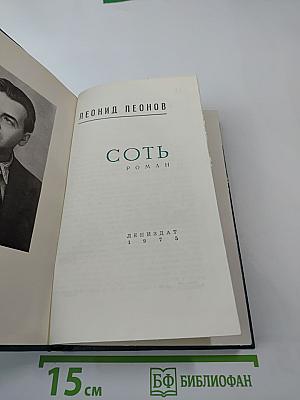 ЛЕОНИД ЛЕОНОВ
СОТЬ
РОМАН
ЛЕНИЗДАТ
1975
15 см
БФ БИБЛИОФАН